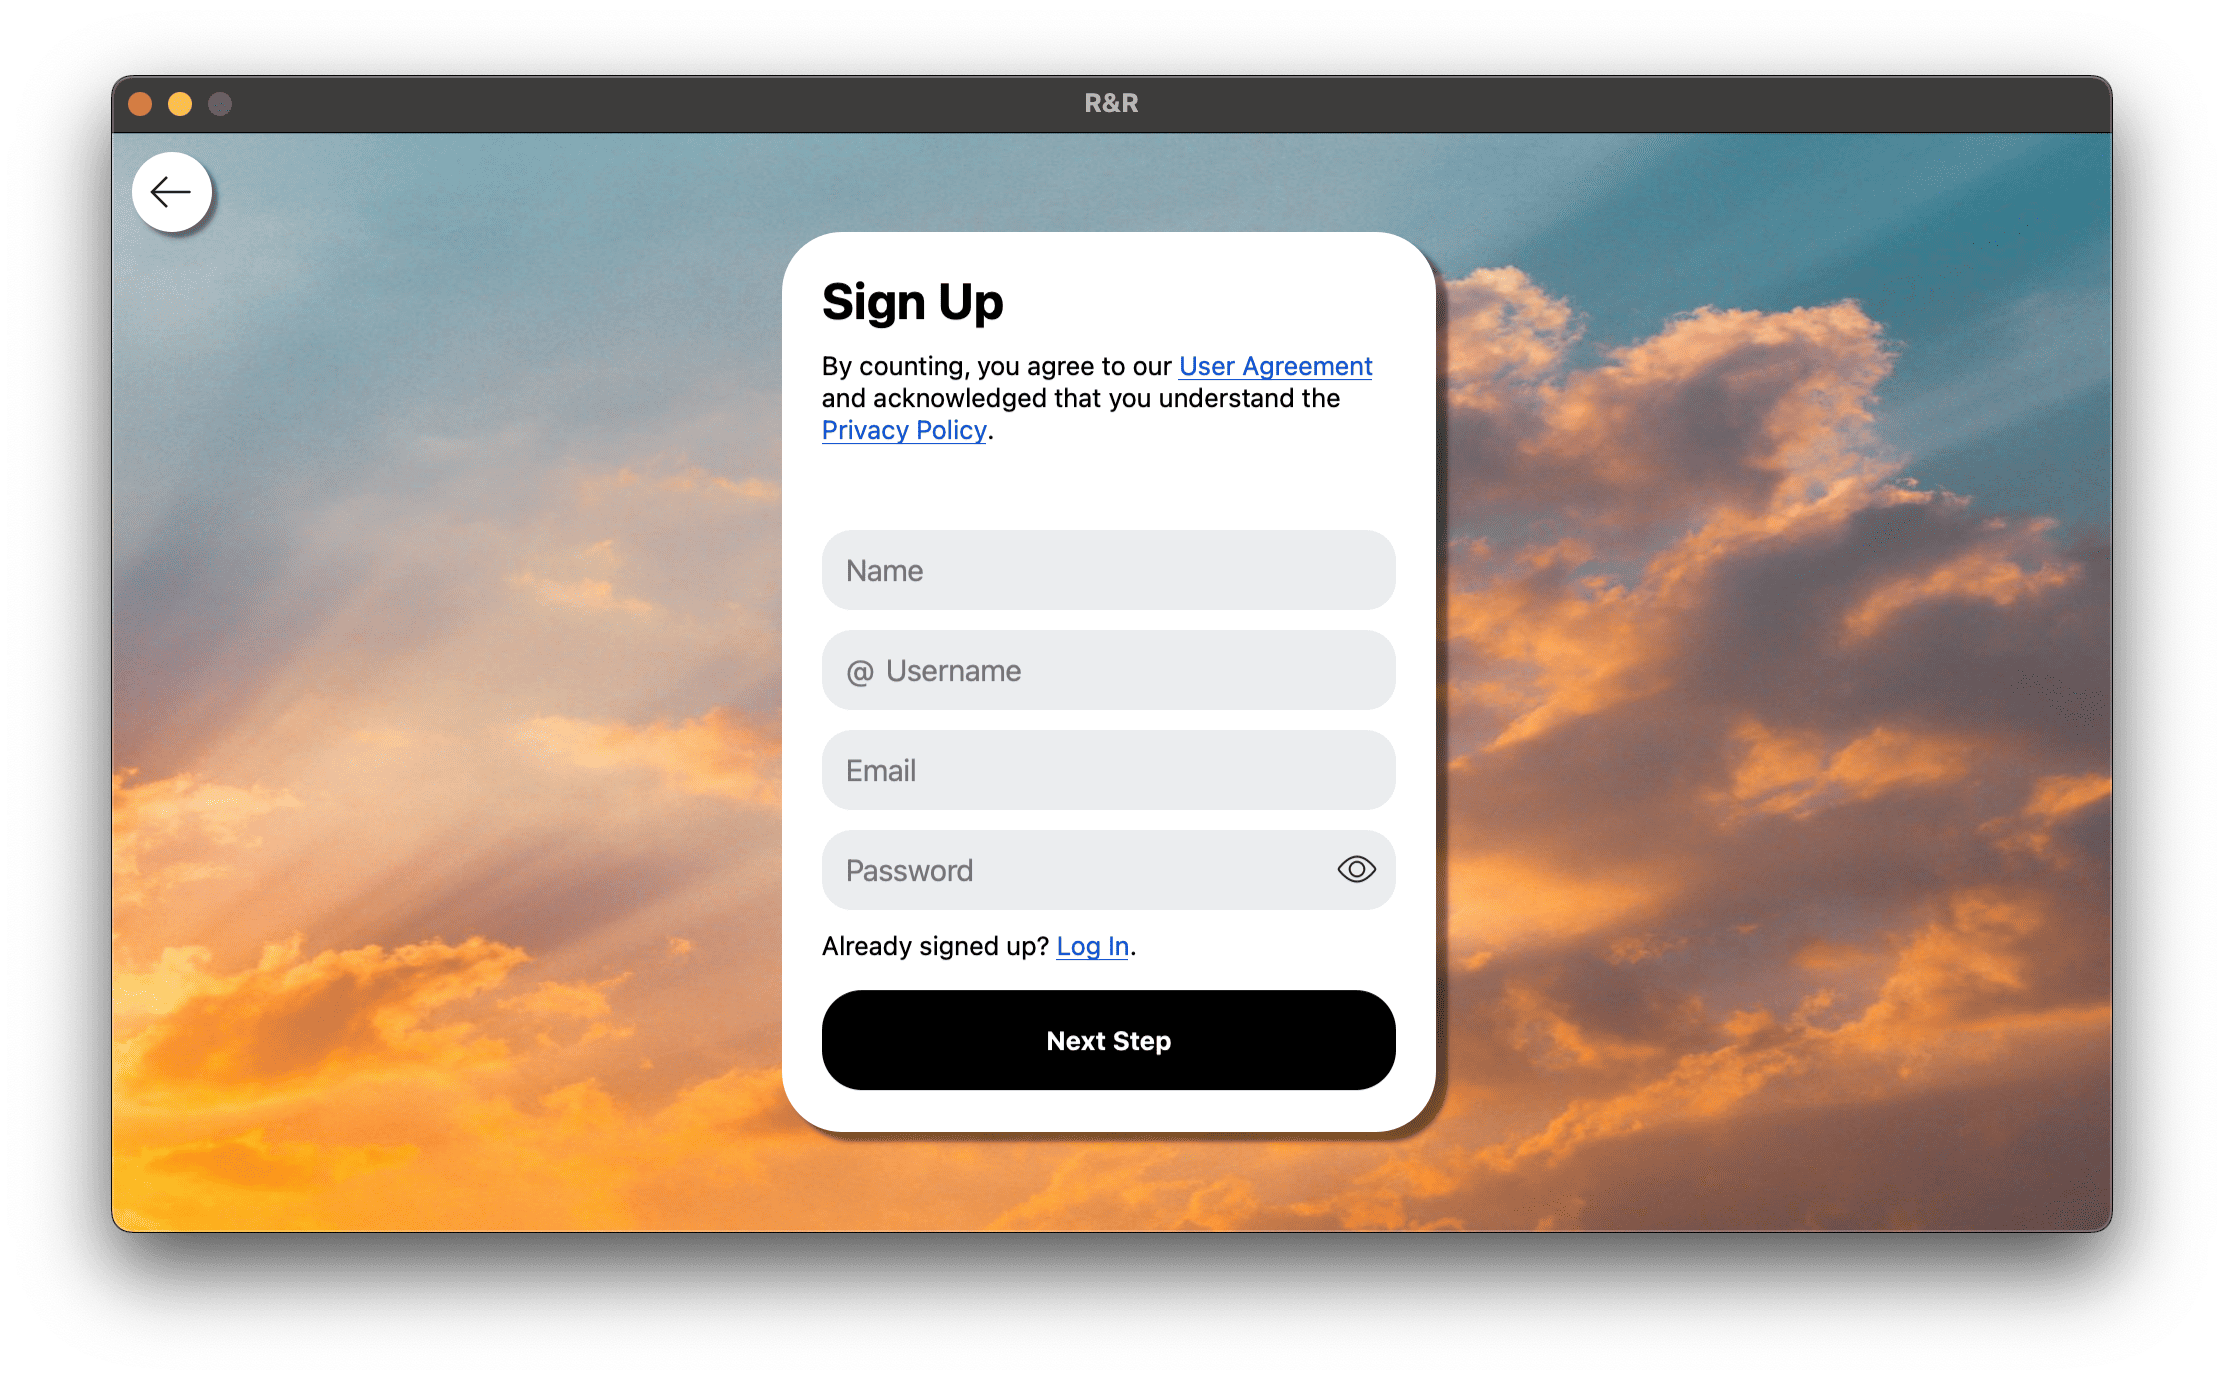 R&R
Sign Up
By counting, you agree to our User Agreement
and acknowledged that you understand the
Privacy Policy.
Name
@ Username
Email
Password
Already signed up? Log In.
Next Step